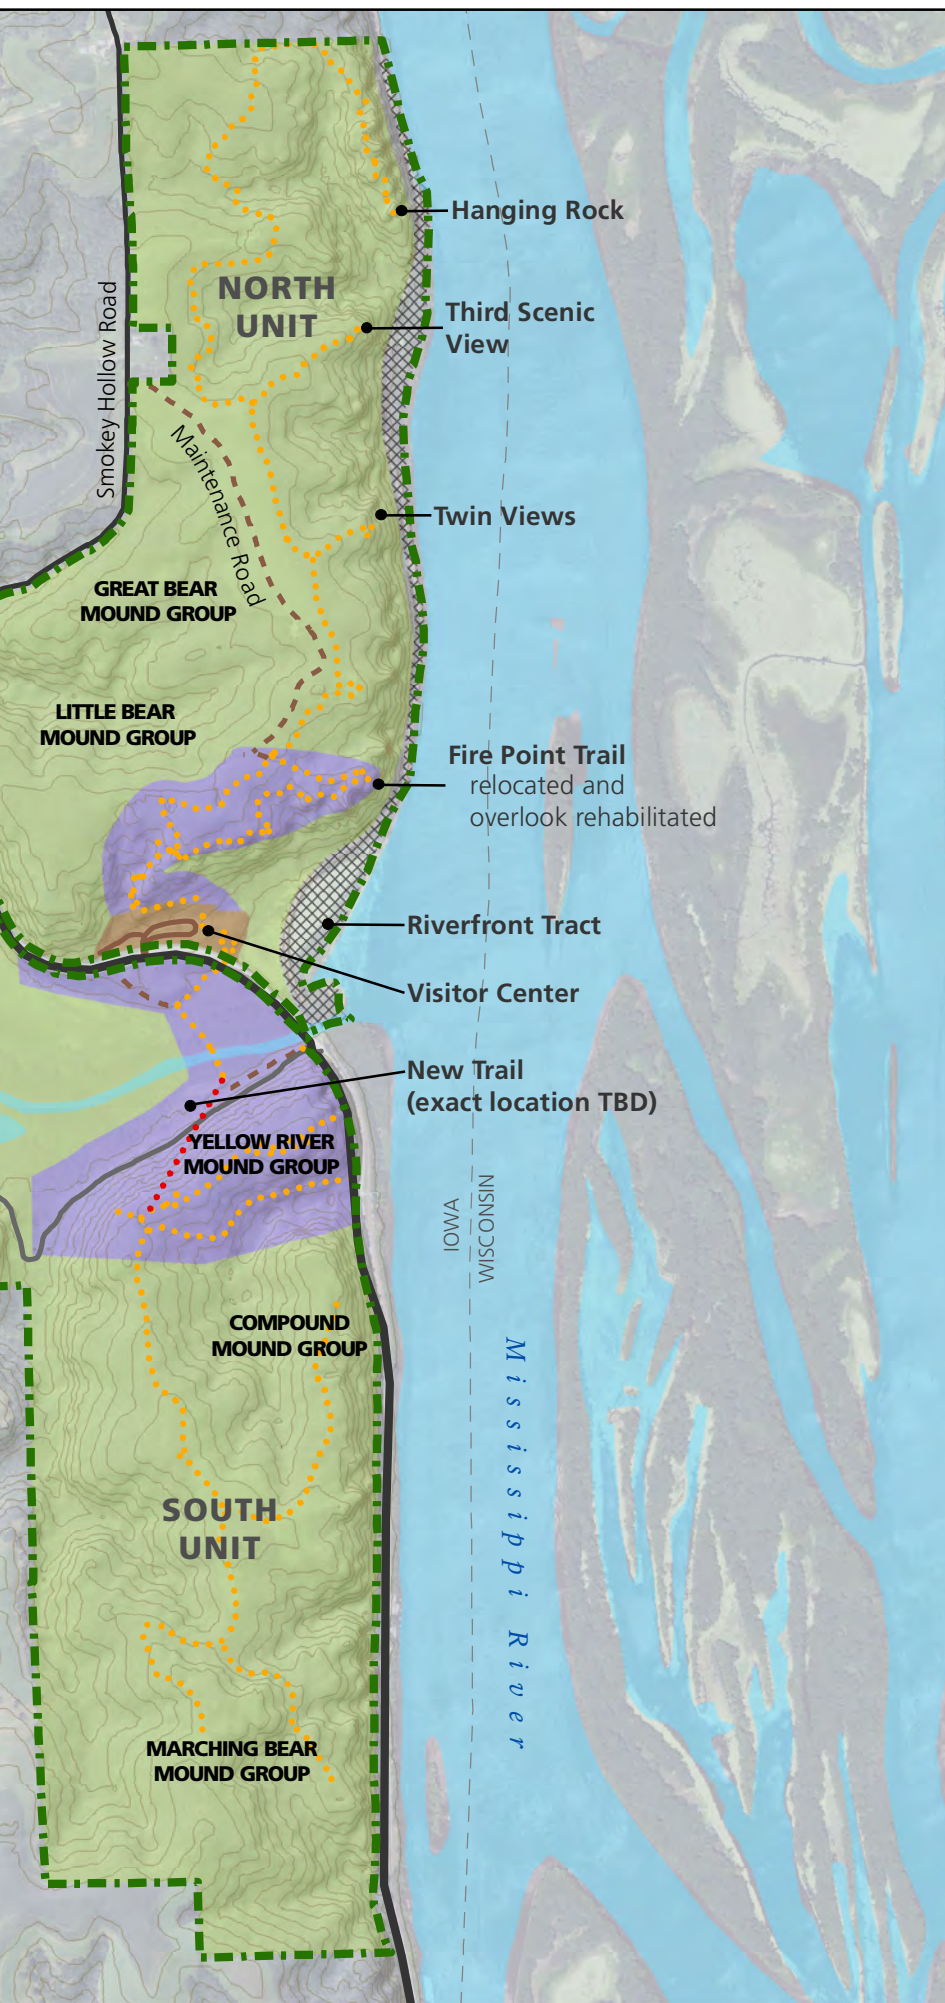 Hanging Rock
NORTH
UNIT
Third Scenic
View
Smokey Hollow Road
Maintenance Road
Twin Views
GREAT BEAR
MOUND GROUP
LITTLE BEAR
MOUND GROUP
Fire Point Trail
relocated and
overlook rehabilitated
Riverfront Tract
Visitor Center
New Trail
(exact location TBD)
YELLOW RIVER
MOUND GROUP
IOWA
WISCONSIN
COMPOUND
MOUND GROUP
Mississippi River
SOUTH
UNIT
MARCHING BEAR
MOUND GROUP